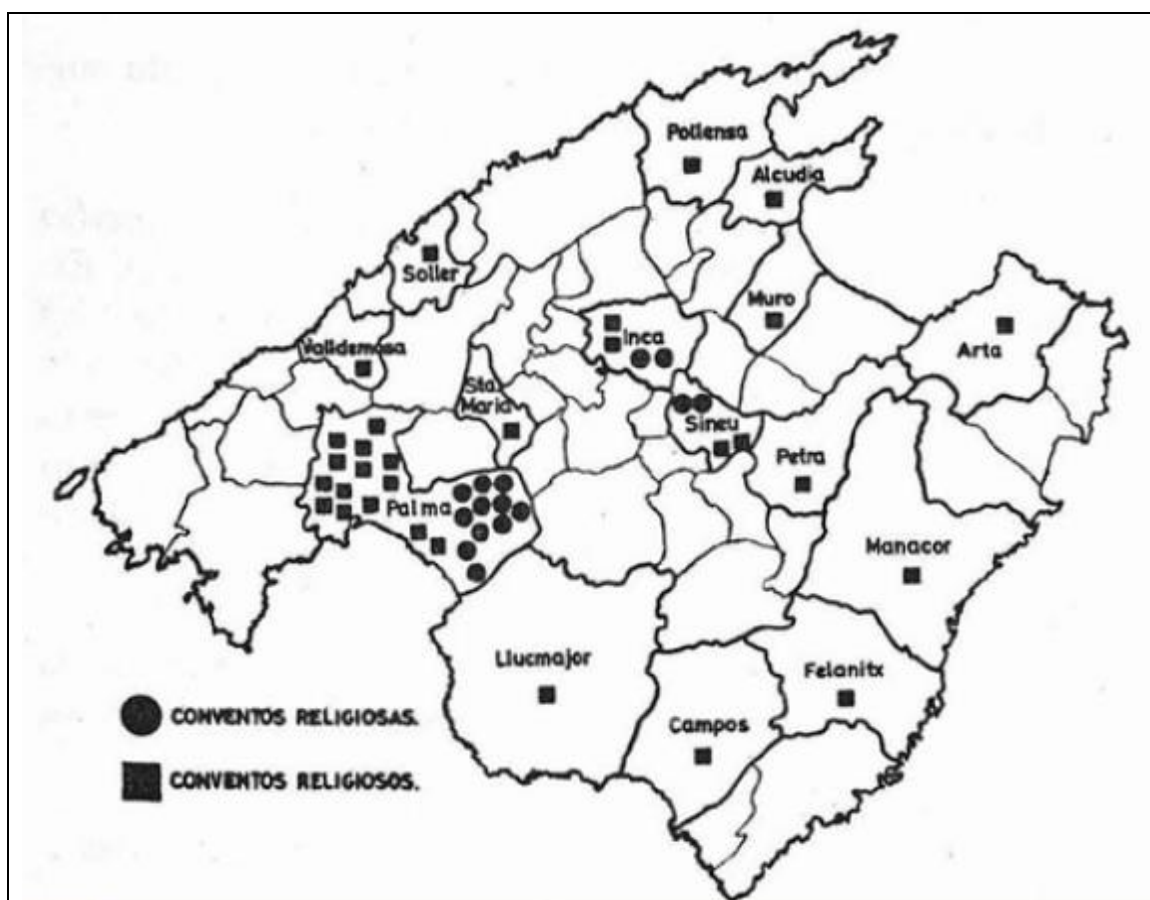 Pollensa
Alcudia
Soller
Muro
Inca
Arta
Valldemosa
Sta.
Maria
Sineu
Petra
Palma
Manacor
Llucmajor
Felanitx
Campos
CONVENTOS RELIGIOSAS.
CONVENTOS RELIGIOSOS.